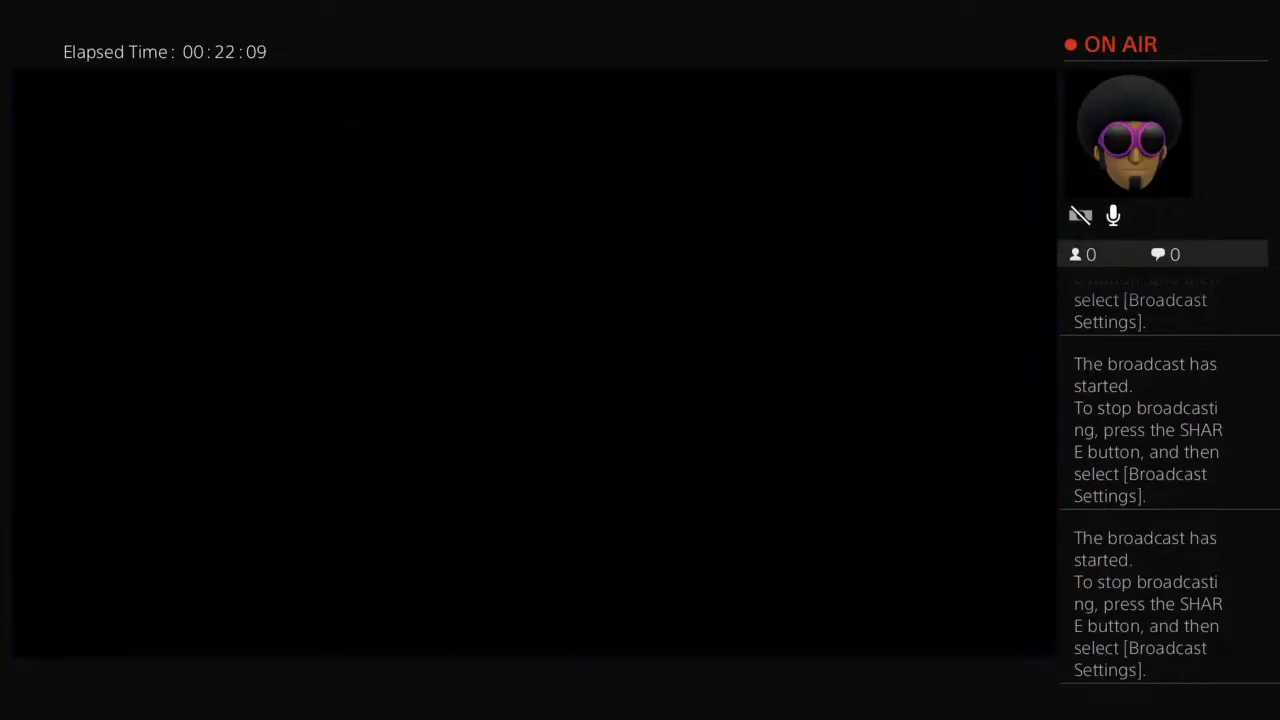 Elapsed Time: 00:22:09
ON AIR
0 0
select [Broadcast
Settings].
The broadcast has
started.
To stop broadcasti
ng, press the SHAR
E button, and then
select [Broadcast
Settings].
The broadcast has
started.
To stop broadcasti
ng, press the SHAR
E button, and then
select [Broadcast
Settings].